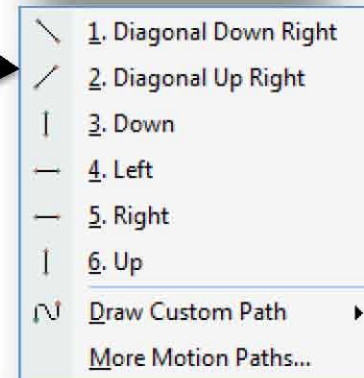 1. Diagonal Down Right
2. Diagonal Up Right
3. Down
4. Left
5. Right
6. Up
Draw Custom Path
More Motion Paths...